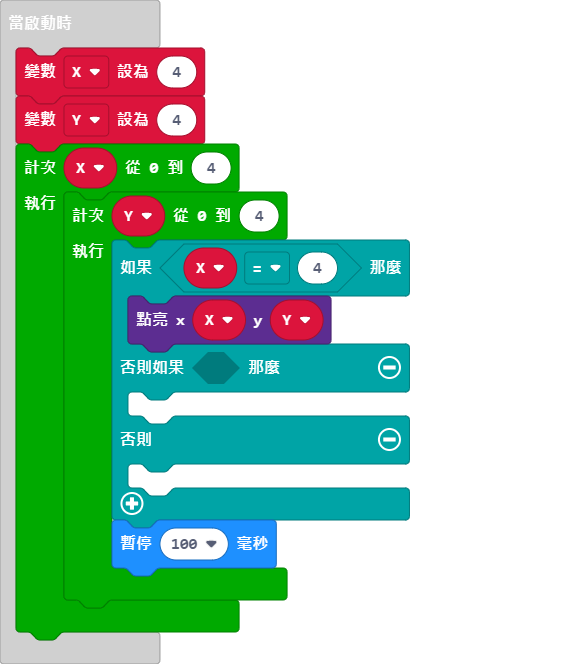 當啟動時
變數 X 設為 4
變數 Y 設為 4
計次 X 從 0 到 4
執行
計次 Y 從 0 到 4
執行
如果 X = 4 那麼
點亮 x X y Y
否則如果 那麼
否則
暫停 100 毫秒